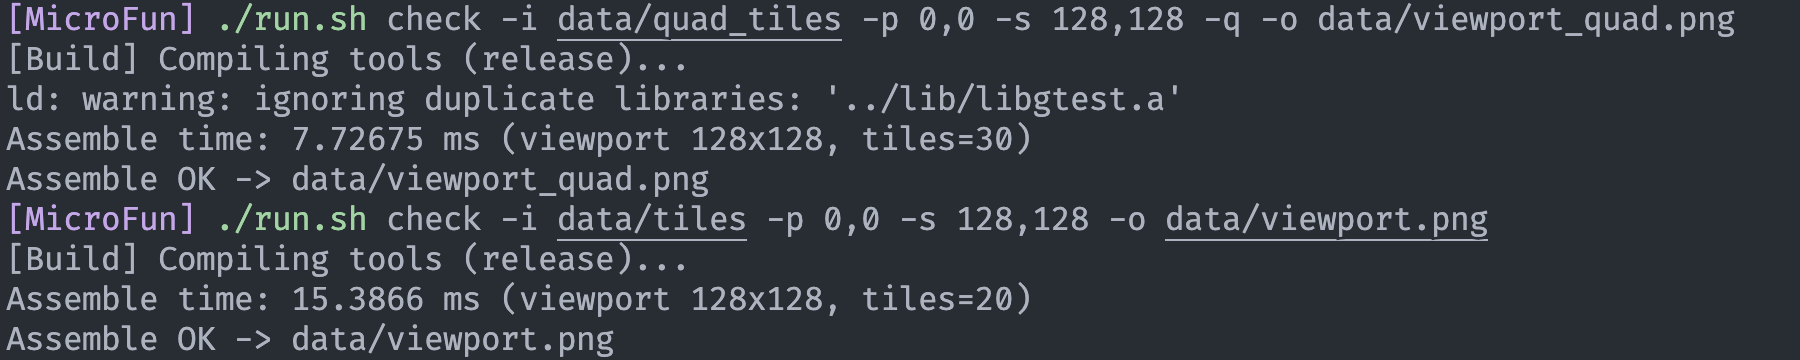 [MicroFun] ./run.sh check -i data/quad_tiles -p 0,0 -s 128,128 -q -o data/viewport_quad.png
[Build] Compiling tools (release)...
ld: warning: ignoring duplicate libraries: '../lib/libgtest.a'
Assemble time: 7.72675 ms (viewport 128x128, tiles=30)
Assemble OK -> data/viewport_quad.png
[MicroFun] ./run.sh check -i data/tiles -p 0,0 -s 128,128 -o data/viewport.png
[Build] Compiling tools (release)...
Assemble time: 15.3866 ms (viewport 128x128, tiles=20)
Assemble OK -> data/viewport.png